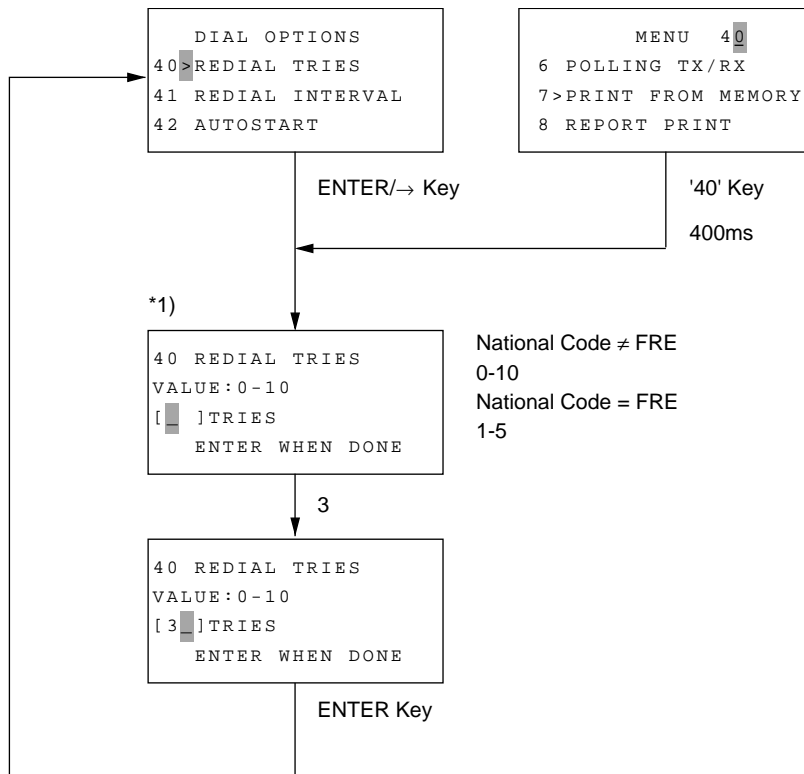 DIAL OPTIONS
40>REDIAL TRIES
41 REDIAL INTERVAL
42 AUTOSTART
MENU 40
6 POLLING TX/RX
7>PRINT FROM MEMORY
8 REPORT PRINT
ENTER/→ Key
'40' Key
400ms
*1)
40 REDIAL TRIES
VALUE:0-10
[_ ]TRIES
ENTER WHEN DONE
National Code ≠ FRE
0-10
National Code = FRE
1-5
3
40 REDIAL TRIES
VALUE:0-10
[3_]TRIES
ENTER WHEN DONE
ENTER Key